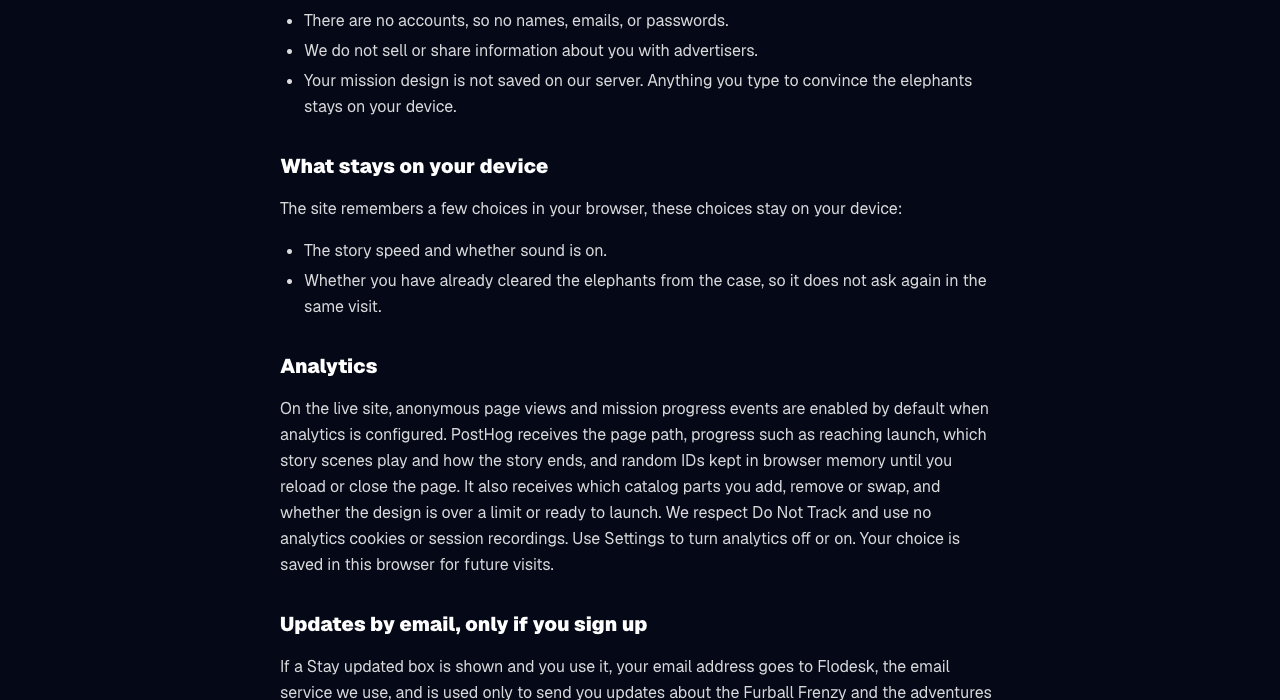 There are no accounts, so no names, emails, or passwords.
We do not sell or share information about you with advertisers.
Your mission design is not saved on our server. Anything you type to convince the elephants
stays on your device.
What stays on your device
The site remembers a few choices in your browser, these choices stay on your device:
The story speed and whether sound is on.
Whether you have already cleared the elephants from the case, so it does not ask again in the
same visit.
Analytics
On the live site, anonymous page views and mission progress events are enabled by default when
analytics is configured. PostHog receives the page path, progress such as reaching launch, which
story scenes play and how the story ends, and random IDs kept in browser memory until you
reload or close the page. It also receives which catalog parts you add, remove or swap, and
whether the design is over a limit or ready to launch. We respect Do Not Track and use no
analytics cookies or session recordings. Use Settings to turn analytics off or on. Your choice is
saved in this browser for future visits.
Updates by email, only if you sign up
If a Stay updated box is shown and you use it, your email address goes to Flodesk, the email
service we use, and is used only to send you updates about the Furball Frenzy and the adventures